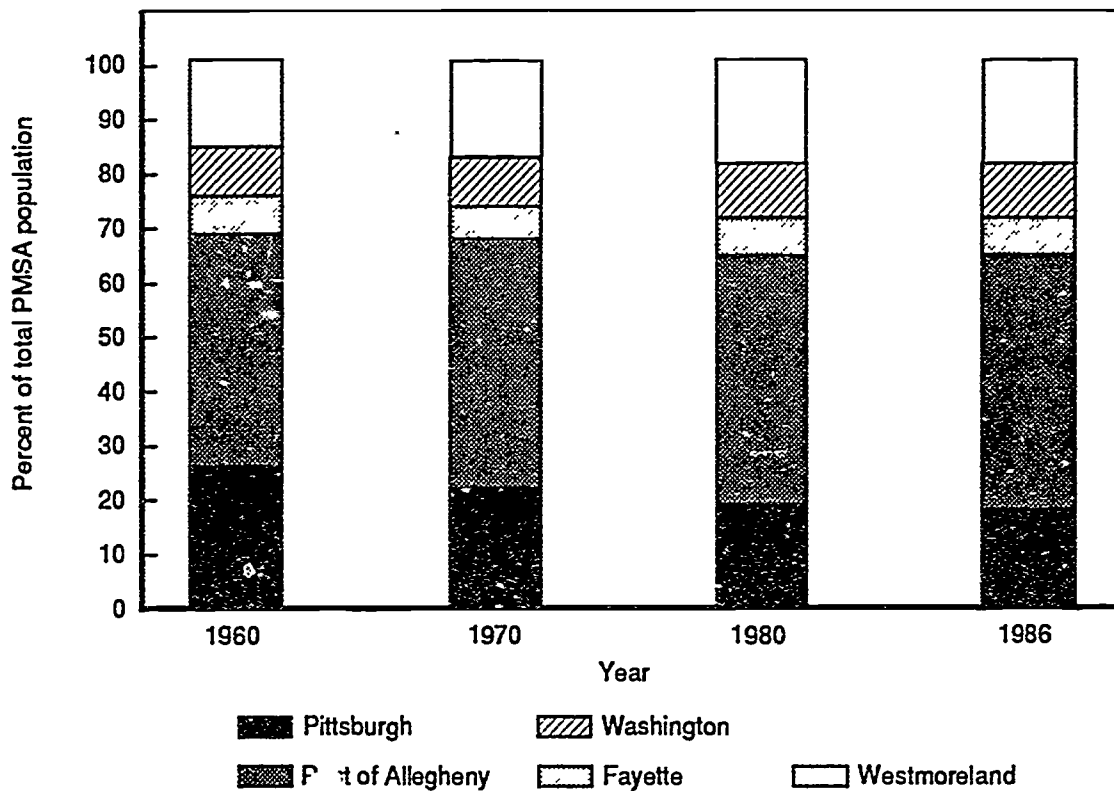 Percent of total PMSA population
100
90
80
70
60
50
40
30
20
10
0
1960 1970 1980 1986
Year
Pittsburgh Washington
of Allegheny Fayette Westmoreland